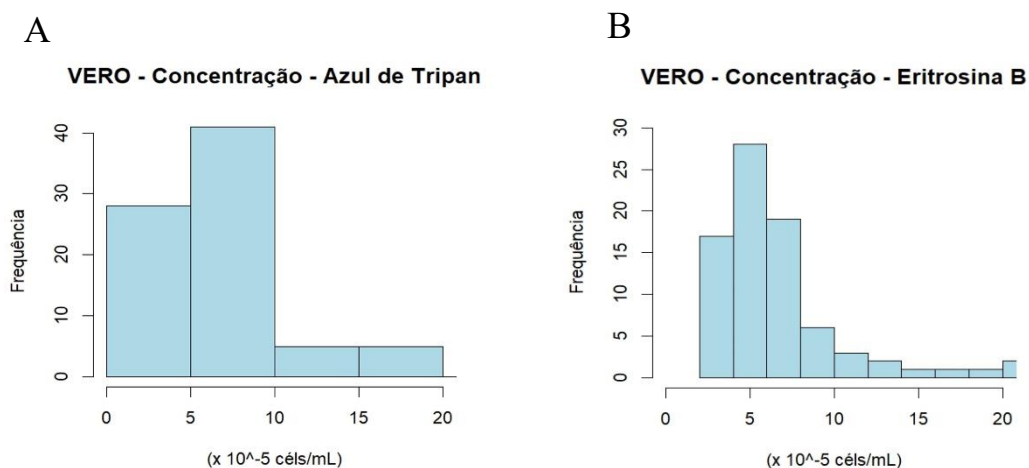 A
VERO - Concentração - Azul de Tripan
Frequência
40
30
20
10
0
0 5 10 15 20
(x 10^-5 céls/mL)
B
VERO - Concentração - Eritrosina B
Frequência
30
25
20
15
10
5
0
0 5 10 15 20
(x 10^-5 céls/mL)